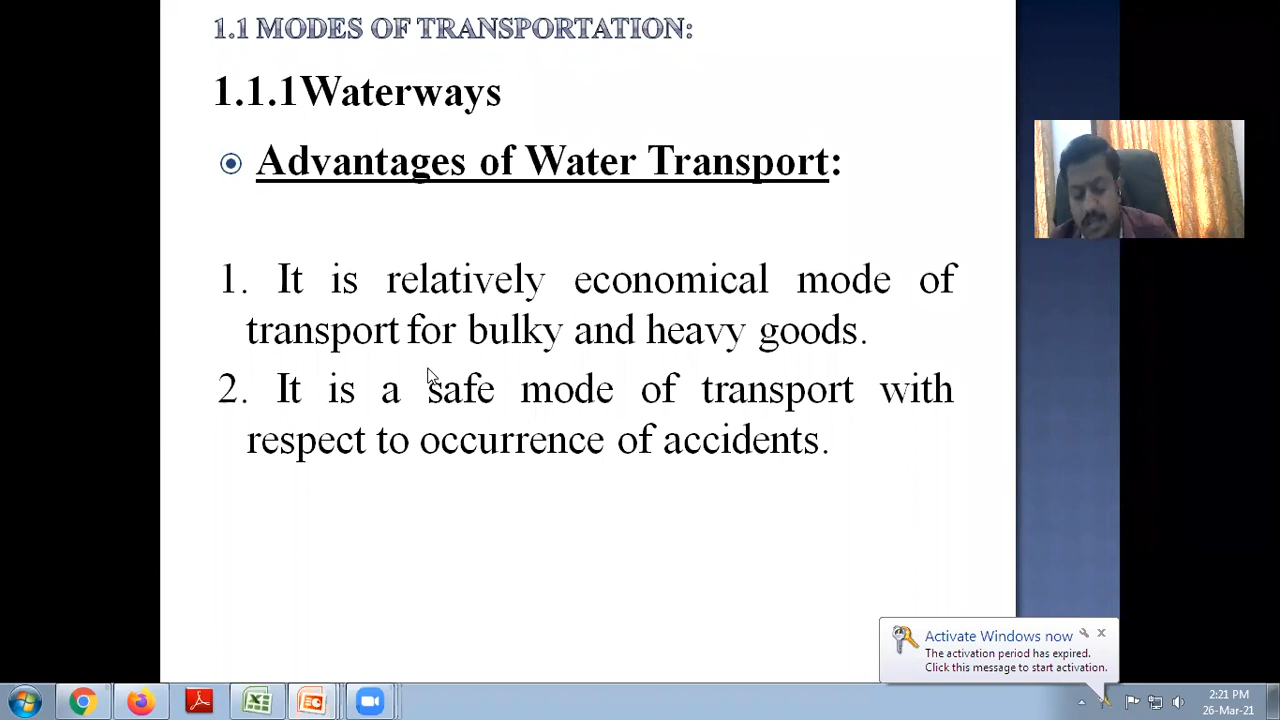 1.1 MODES OF TRANSPORTATION:
1.1.1Waterways
Advantages of Water Transport:
1. It is relatively economical mode of
transport for bulky and heavy goods.
2. It is a safe mode of transport with
respect to occurrence of accidents.
Activate Windows now
The activation period has expired.
Click this message to start activation.
2:21 PM
26-Mar-21